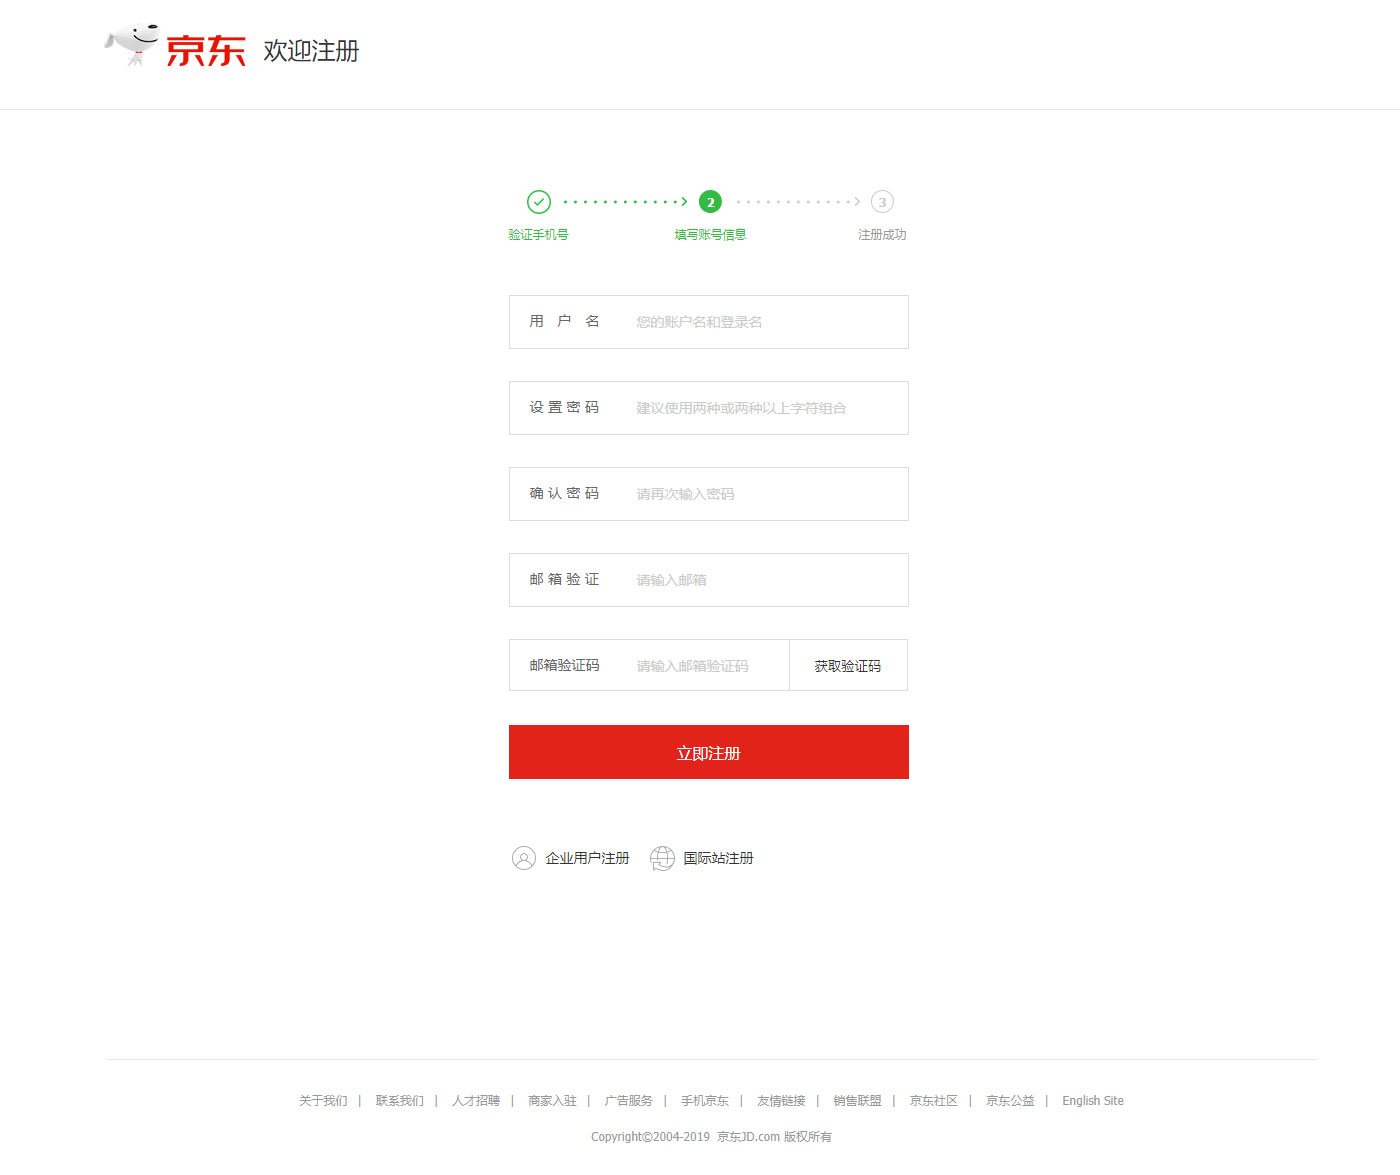 京东 欢迎注册
2 3
验证手机号 填写账号信息 注册成功
用 户 名 您的账户名和登录名
设 置 密 码 建议使用两种或两种以上字符组合
确 认 密 码 请再次输入密码
邮 箱 验 证 请输入邮箱
邮箱验证码 请输入邮箱验证码 获取验证码
立即注册
企业用户注册 国际站注册
关于我们 | 联系我们 | 人才招聘 | 商家入驻 | 广告服务 | 手机京东 | 友情链接 | 销售联盟 | 京东社区 | 京东公益 | English Site
Copyright©2004-2019 京东JD.com 版权所有